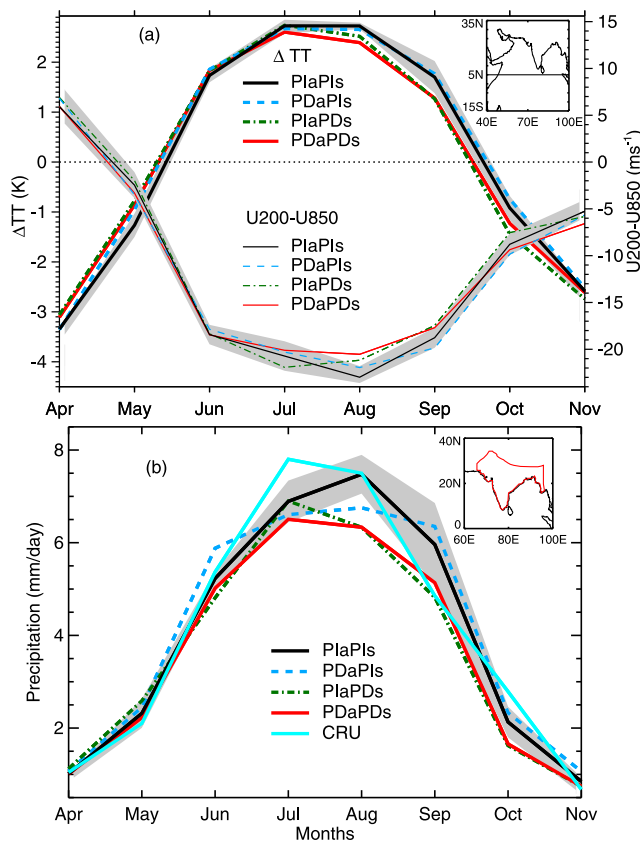 (a)
Δ TT
PIaPIs
PDaPIs
PIaPDs
PDaPDs
U200-U850
PIaPIs
PDaPIs
PIaPDs
PDaPDs
35N
5N
15S
40E 70E 100E
2
1
0
-1
-2
-3
-4
ΔTT (K)
15
10
5
0
-5
-10
-15
-20
U200-U850 (ms⁻¹)
Apr May Jun Jul Aug Sep Oct Nov
(b)
40N
20N
0
60E 80E 100E
8
6
4
2
Precipitation (mm/day)
PIaPIs
PDaPIs
PIaPDs
PDaPDs
CRU
Apr May Jun Jul Aug Sep Oct Nov
Months